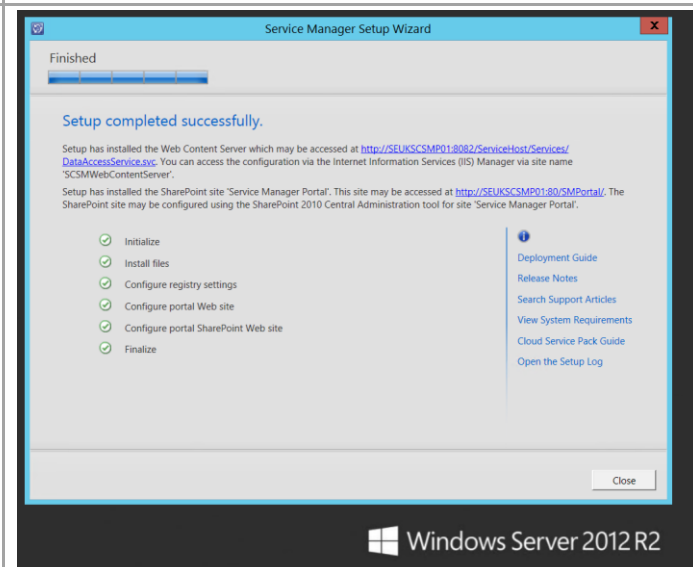 Service Manager Setup Wizard
x
Finished
Setup completed successfully.
Setup has installed the Web Content Server which may be accessed at http://SEUKSCSMP01:8082/ServiceHost/Services/
DataAccessService.svc. You can access the configuration via the Internet Information Services (IIS) Manager via site name
'SCSMWebContentServer'.
Setup has installed the SharePoint site 'Service Manager Portal'. This site may be accessed at http://SEUKSCSMP01:80/SMPortal/. The
SharePoint site may be configured using the SharePoint 2010 Central Administration tool for site 'Service Manager Portal'.
Initialize
Install files
Configure registry settings
Configure portal Web site
Configure portal SharePoint Web site
Finalize
Deployment Guide
Release Notes
Search Support Articles
View System Requirements
Cloud Service Pack Guide
Open the Setup Log
Close
Windows Server 2012 R2